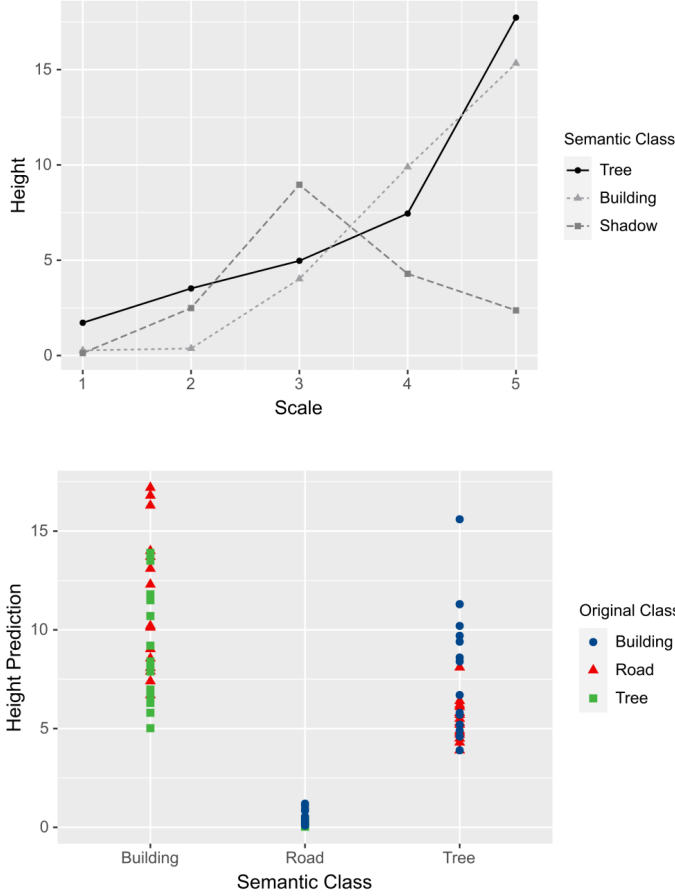 15
10
5
0
Height
1 2 3 4 5
Scale
Semantic Class
Tree
Building
Shadow
15
10
5
0
Height Prediction
Building Road Tree
Semantic Class
Original Class
Building
Road
Tree